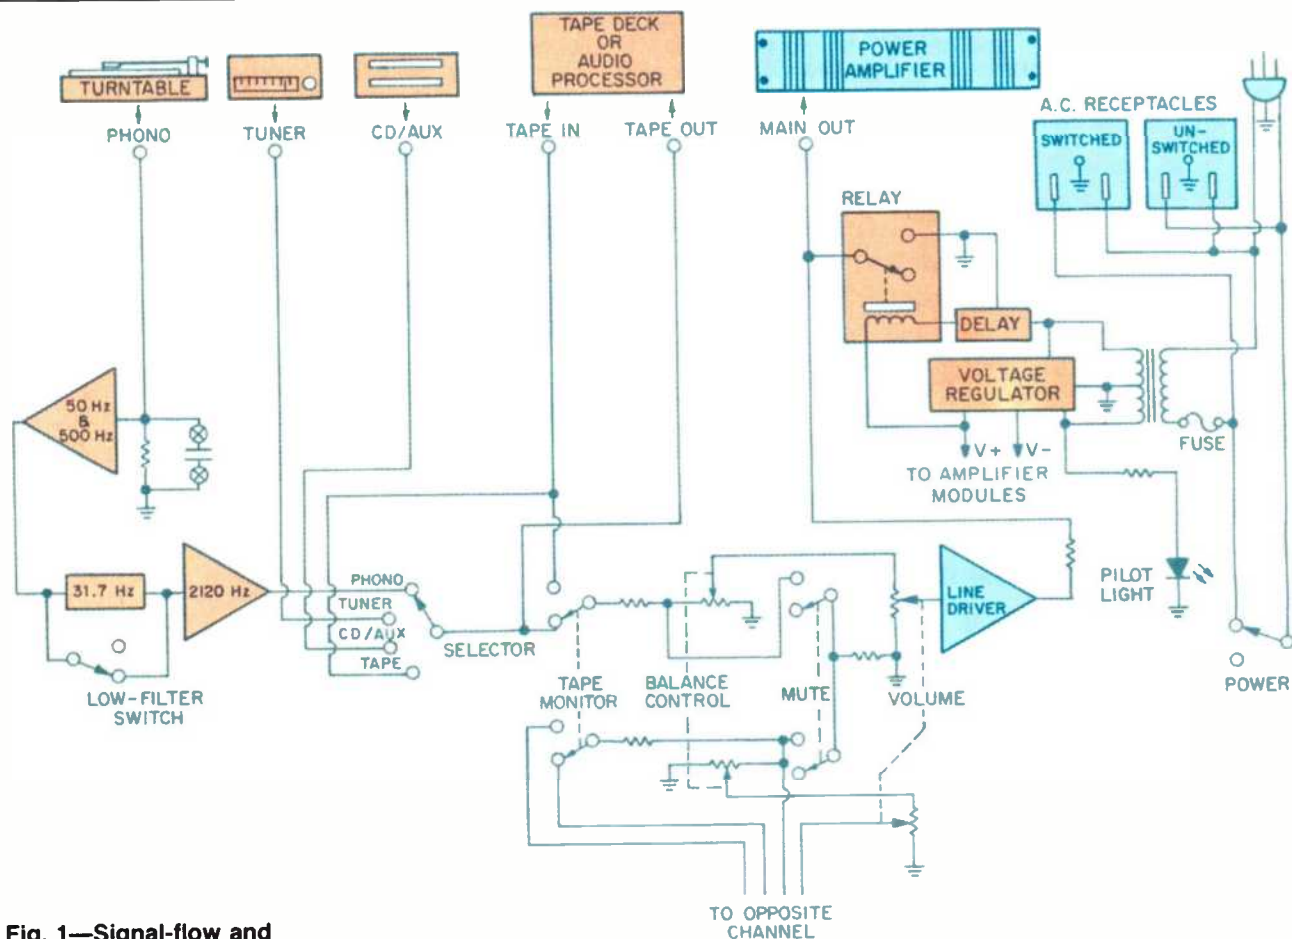 TAPE DECK
OR
AUDIO
PROCESSOR
POWER
AMPLIFIER
TURNTABLE
A.C. RECEPTACLES
PHONO
TUNER
CD/AUX
TAPE IN
TAPE OUT
MAIN OUT
SWITCHED
UN-
SWITCHED
RELAY
DELAY
VOLTAGE
REGULATOR
50 Hz
&
500 Hz
FUSE
V+
V-
TO AMPLIFIER
MODULES
31.7 Hz
2120 Hz
PHONO
TUNER
CD/AUX
TAPE
SELECTOR
LINE
DRIVER
PILOT
LIGHT
LOW-FILTER
SWITCH
TAPE
MONITOR
BALANCE
CONTROL
MUTE
VOLUME
POWER
TO OPPOSITE
CHANNEL
Fig. 1—Signal-flow and